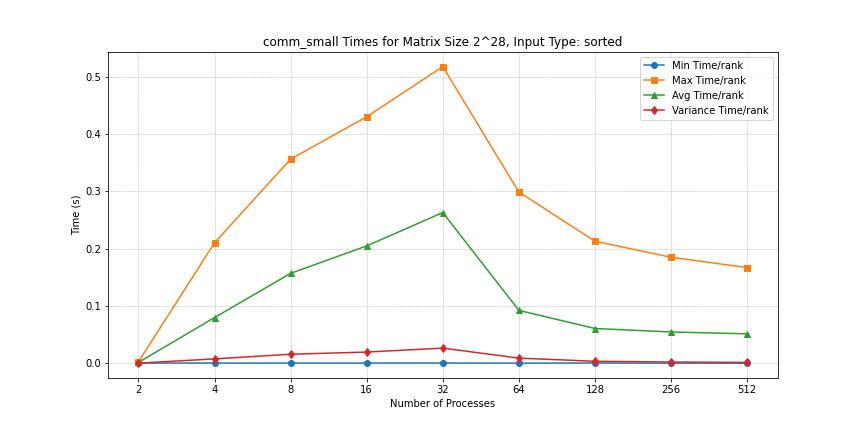 comm_small Times for Matrix Size 2^28, Input Type: sorted
Min Time/rank
Max Time/rank
Avg Time/rank
Variance Time/rank
Time (s)
0.5
0.4
0.3
0.2
0.1
0.0
2 4 8 16 32 64 128 256 512
Number of Processes